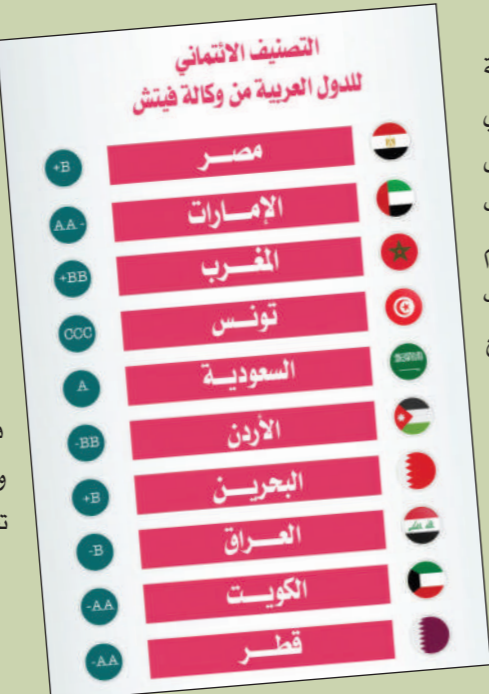 التصنيف الائتماني
للدول العربية من وكالة فيتش
مصـــر +B
الإمـــارات AA -
المغـــرب +BB
تونـــس CCC
السعوديـــة A
الأردن -BB
البحريـــن +B
العـــراق -B
الكويـــت -AA
قطـــر -AA